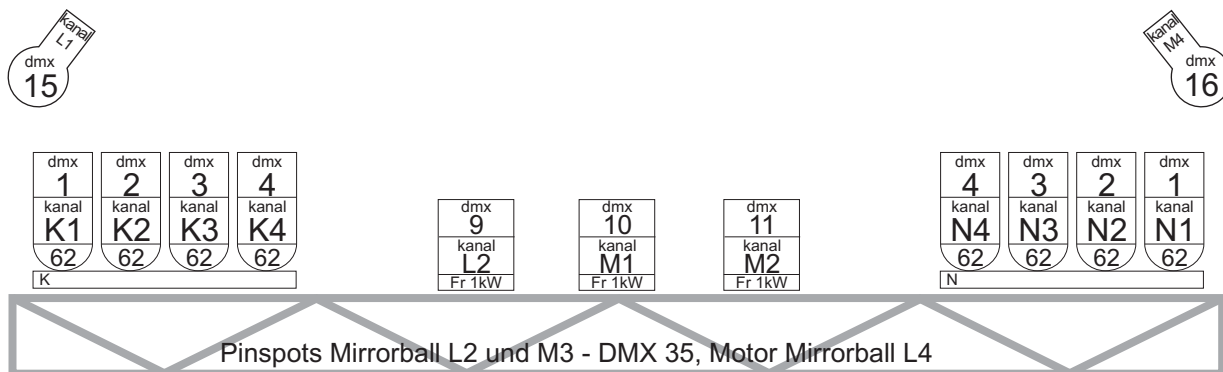 kanal
L1
dmx
15
kanal
M4
dmx
16
dmx dmx dmx dmx
1 2 3 4
kanal kanal kanal kanal
K1 K2 K3 K4
62 62 62 62
K
dmx dmx dmx
9 10 11
kanal kanal kanal
L2 M1 M2
Fr 1kW Fr 1kW Fr 1kW
dmx dmx dmx dmx
4 3 2 1
kanal kanal kanal kanal
N4 N3 N2 N1
62 62 62 62
N
Pinspots Mirrorball L2 und M3 - DMX 35, Motor Mirrorball L4